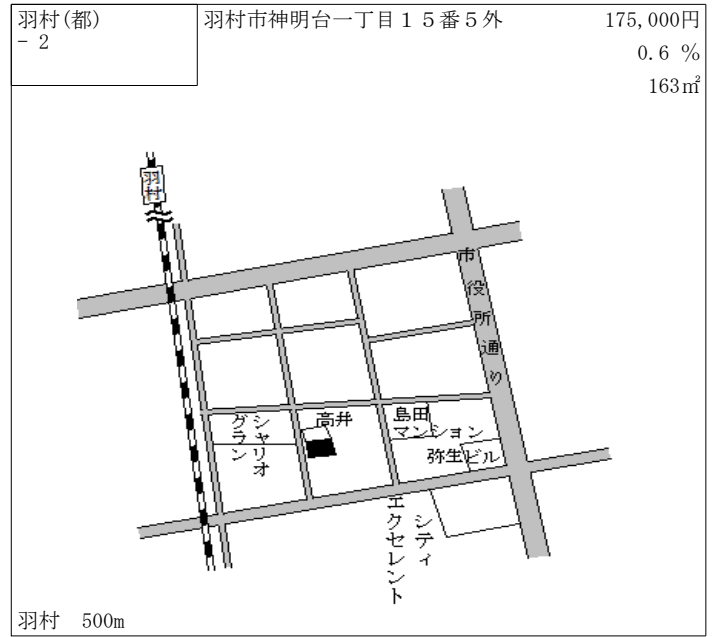 羽村(都)
- 2
羽村市神明台一丁目１５番５外
175,000円
0.6 %
163㎡
羽村
市役所通り
高井
シャリオ
グラン
島田
マンション
弥生ビル
シティ
エクセレント
羽村 500m